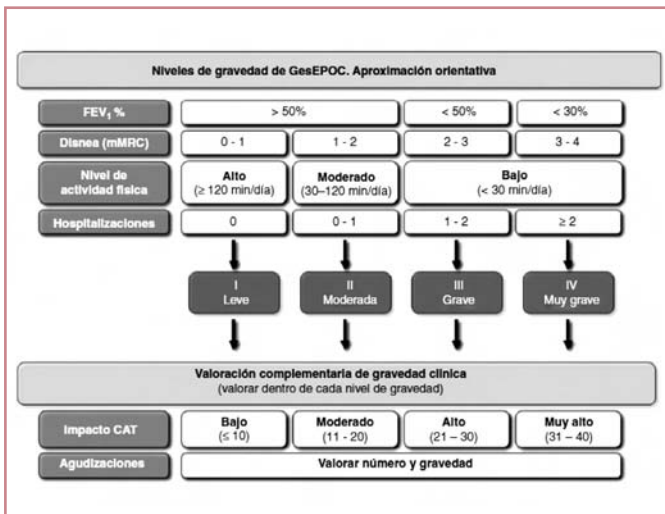 Niveles de gravedad de GesEPOC. Aproximación orientativa
FEV₁ % > 50% < 50% < 30%
Disnea (mMRC) 0 - 1 1 - 2 2 - 3 3 - 4
Nivel de actividad física Alto (≥ 120 min/día) Moderado (30–120 min/día) Bajo (< 30 min/día)
Hospitalizaciones 0 0 - 1 1 - 2 ≥ 2
I Leve II Moderada III Grave IV Muy grave
Valoración complementaria de gravedad clinica
(valorar dentro de cada nivel de gravedad)
Impacto CAT Bajo (≤ 10) Moderado (11 - 20) Alto (21 – 30) Muy alto (31 – 40)
Agudizaciones Valorar número y gravedad